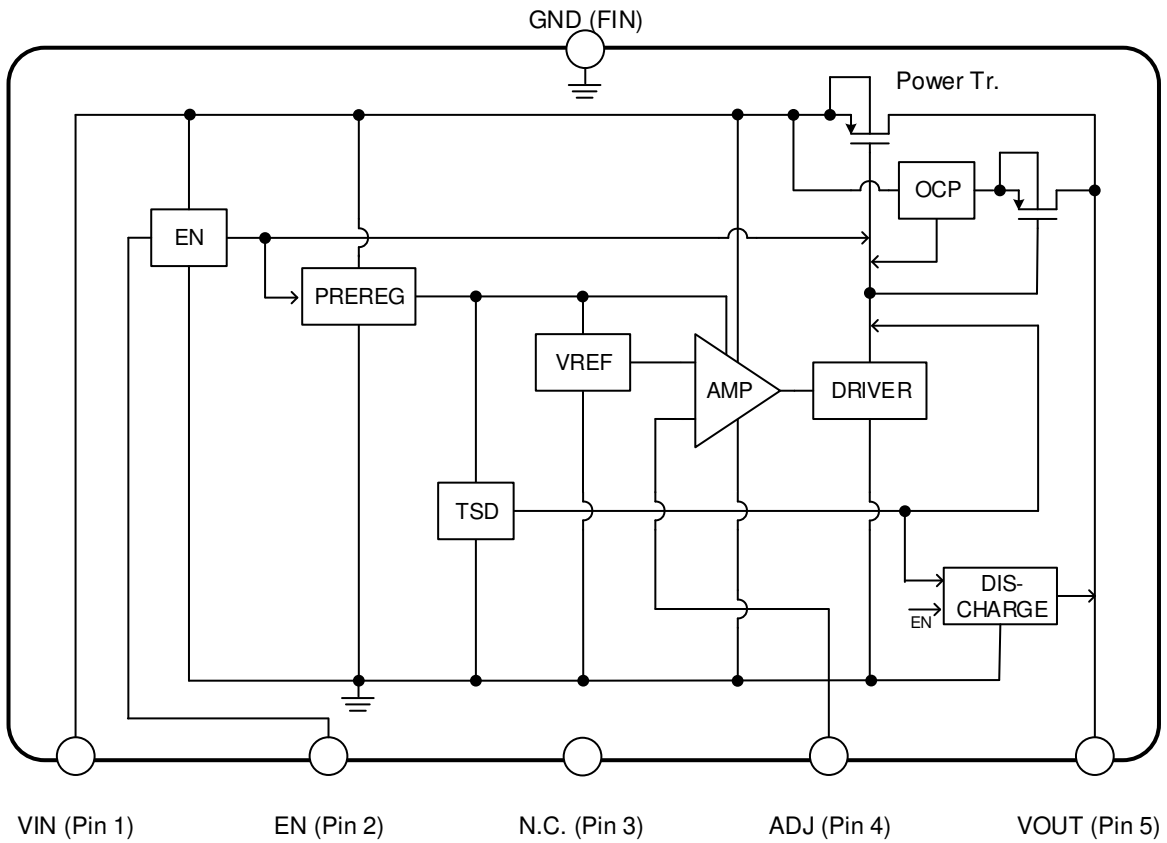 GND (FIN)
Power Tr.
OCP
EN
PREREG
VREF
AMP
DRIVER
TSD
DIS-
CHARGE
EN
VIN (Pin 1)
EN (Pin 2)
N.C. (Pin 3)
ADJ (Pin 4)
VOUT (Pin 5)